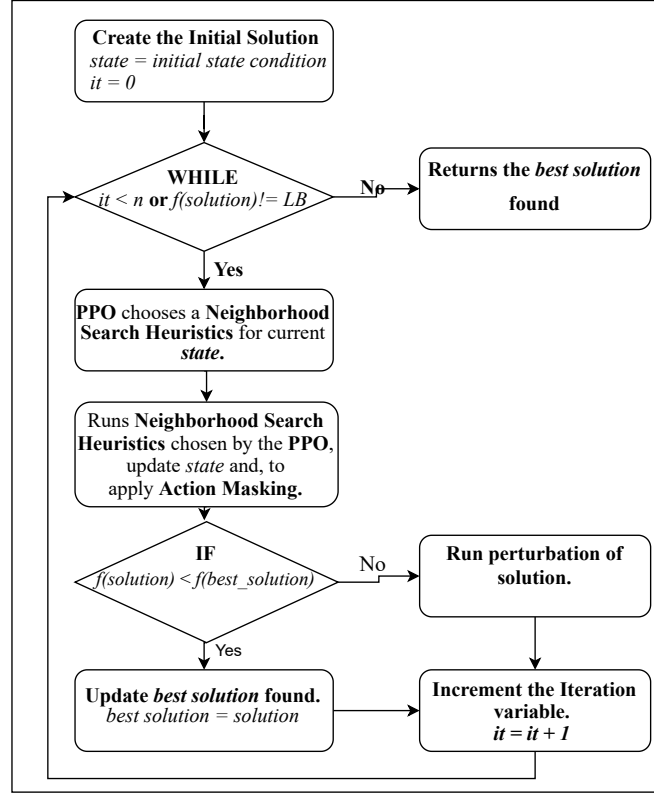 Create the Initial Solution
state = initial state condition
it = 0
WHILE
it < n or f(solution)!= LB
No
Returns the best solution
found
Yes
PPO chooses a Neighborhood
Search Heuristics for current
state.
Runs Neighborhood Search
Heuristics chosen by the PPO,
update state and, to
apply Action Masking.
IF
f(solution) < f(best_solution)
No
Run perturbation of
solution.
Yes
Update best solution found.
best solution = solution
Increment the Iteration
variable.
it = it + 1